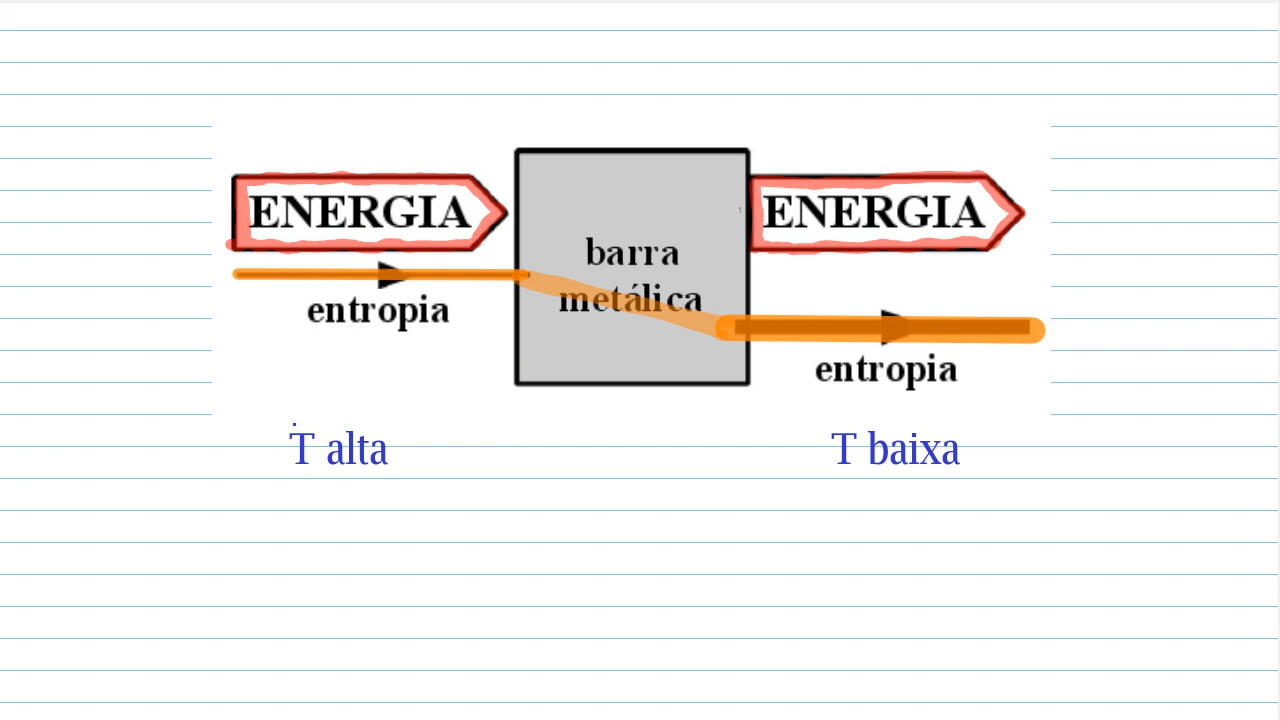 ENERGIA
entropia
barra
metálica
ENERGIA
entropia
T alta
T baixa